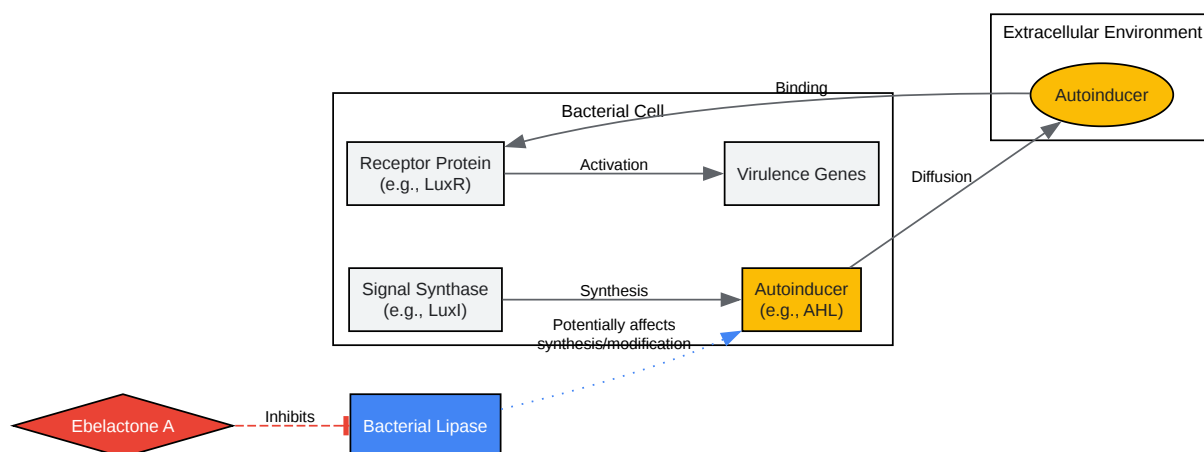 Extracellular Environment
Autoinducer
Binding
Bacterial Cell
Receptor Protein
(e.g., LuxR)
Activation
Virulence Genes
Diffusion
Signal Synthase
(e.g., LuxI)
Synthesis
Autoinducer
(e.g., AHL)
Potentially affects
synthesis/modification
Ebelactone A
Inhibits
Bacterial Lipase